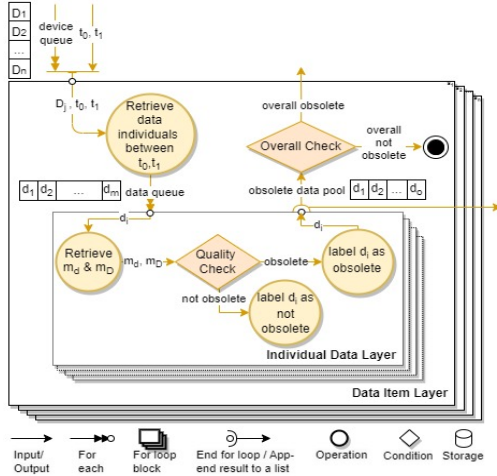 D1
D2
...
Dn
device
queue
t0, t1
Dj , t0, t1
Retrieve
data
individuals
between
t0,t1
overall obsolete
Overall Check
overall
not
obsolete
d1 d2 ... dm
data queue
obsolete data pool
d1 d2 ... do
di
di
Retrieve
md & mD
md, mD
Quality
Check
obsolete
label di as
obsolete
not obsolete
label di as
not
obsolete
Individual Data Layer
Data Item Layer
Input/
Output
For
each
For loop
block
End for loop / App-
end result to a list
Operation
Condition
Storage